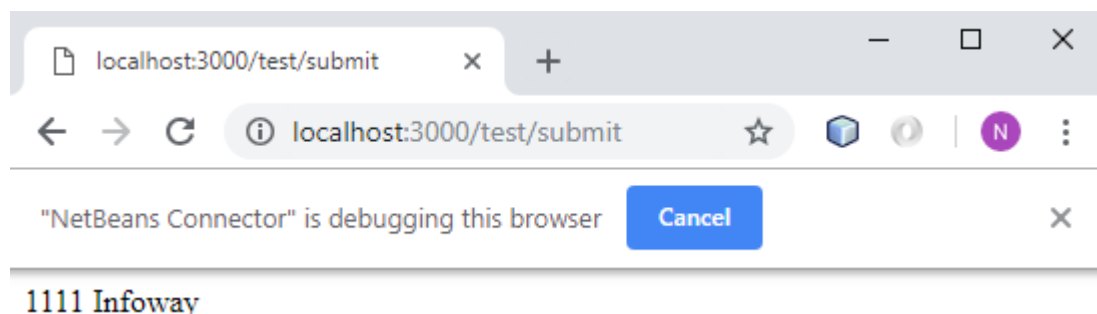 localhost:3000/test/submit
localhost:3000/test/submit
N
"NetBeans Connector" is debugging this browser Cancel
1111 Infoway